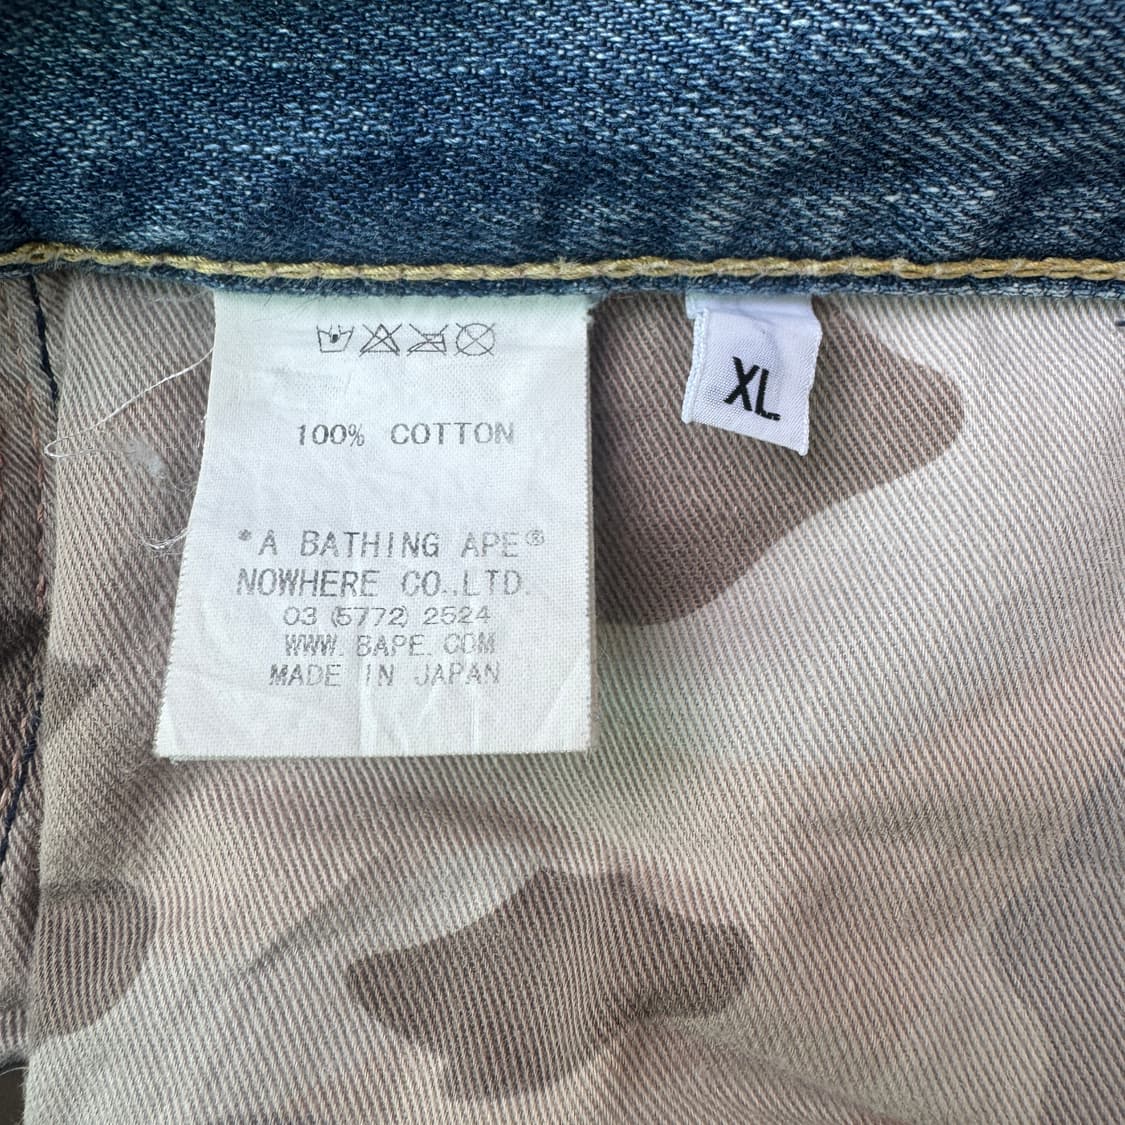 100% COTTON
*A BATHING APE®
NOWHERE CO.,LTD.
03 (5772) 2524
WWW. BAPE. COM
MADE IN JAPAN
XL